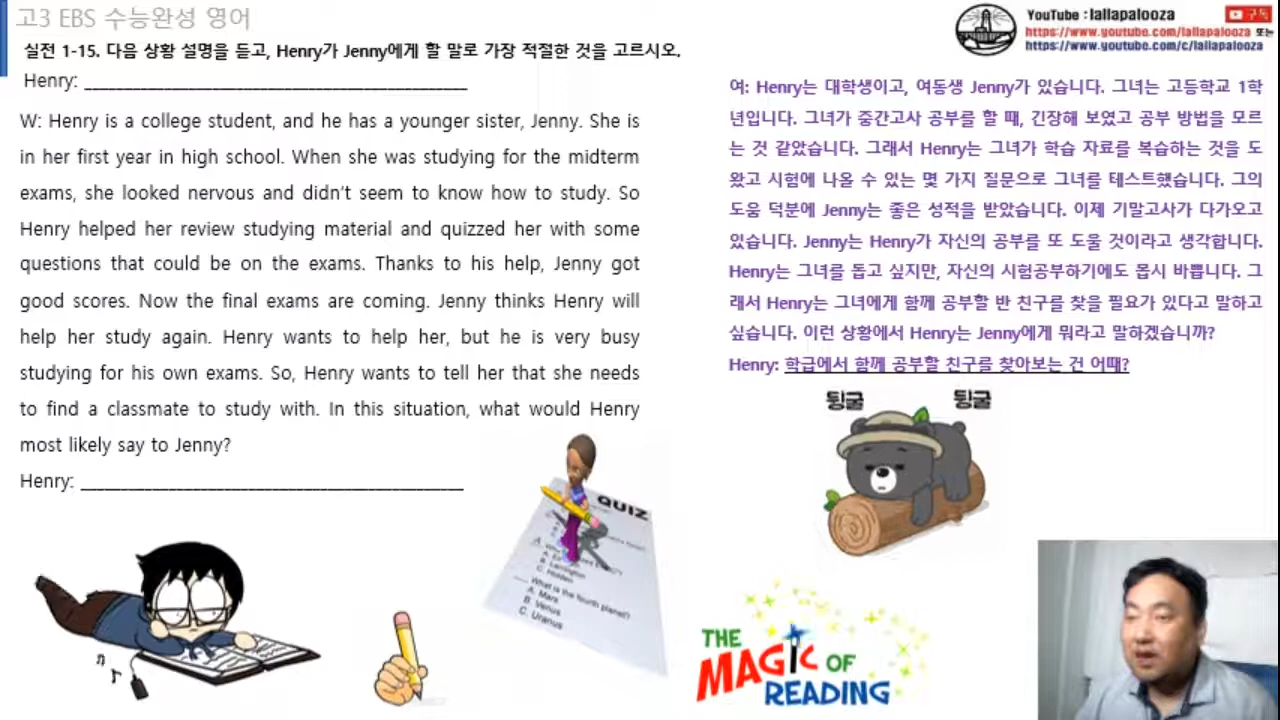 고3 EBS 수능완성 영어
실전 1-15. 다음 상황 설명을 듣고, Henry가 Jenny에게 할 말로 가장 적절한 것을 고르시오.
Henry: ________________________________________________
W: Henry is a college student, and he has a younger sister, Jenny. She is
in her first year in high school. When she was studying for the midterm
exams, she looked nervous and didn't seem to know how to study. So
Henry helped her review studying material and quizzed her with some
questions that could be on the exams. Thanks to his help, Jenny got
good scores. Now the final exams are coming. Jenny thinks Henry will
help her study again. Henry wants to help her, but he is very busy
studying for his own exams. So, Henry wants to tell her that she needs
to find a classmate to study with. In this situation, what would Henry
most likely say to Jenny?
Henry: ________________________________________________
YouTube : lallapalooza
구독
https://www.youtube.com/lallapalooza 또는
https://www.youtube.com/c/lallapalooza
여: Henry는 대학생이고, 여동생 Jenny가 있습니다. 그녀는 고등학교 1학
년입니다. 그녀가 중간고사 공부를 할 때, 긴장해 보였고 공부 방법을 모르
는 것 같았습니다. 그래서 Henry는 그녀가 학습 자료를 복습하는 것을 도
왔고 시험에 나올 수 있는 몇 가지 질문으로 그녀를 테스트했습니다. 그의
도움 덕분에 Jenny는 좋은 성적을 받았습니다. 이제 기말고사가 다가오고
있습니다. Jenny는 Henry가 자신의 공부를 또 도울 것이라고 생각합니다.
Henry는 그녀를 돕고 싶지만, 자신의 시험공부하기에도 몹시 바쁩니다. 그
래서 Henry는 그녀에게 함께 공부할 반 친구를 찾을 필요가 있다고 말하고
싶습니다. 이런 상황에서 Henry는 Jenny에게 뭐라고 말하겠습니까?
Henry: 학급에서 함께 공부할 친구를 찾아보는 건 어때?
뒹굴
뒹굴
QUIZ
What is the fourth planet?
A. Mars
B. Venus
C. Uranus
THE
MAGIC OF
READING